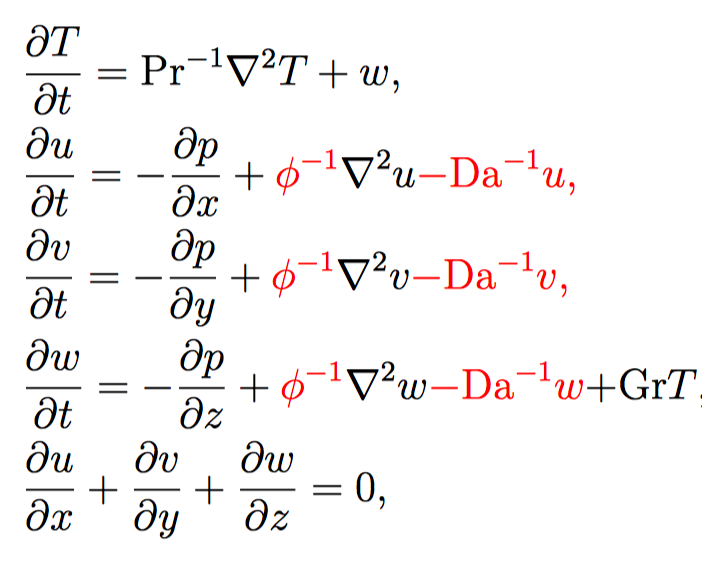 ∂T/∂t = Pr⁻¹∇²T + w,
∂u/∂t = −∂p/∂x + ϕ⁻¹∇²u−Da⁻¹u,
∂v/∂t = −∂p/∂y + ϕ⁻¹∇²v−Da⁻¹v,
∂w/∂t = −∂p/∂z + ϕ⁻¹∇²w−Da⁻¹w+GrT,
∂u/∂x + ∂v/∂y + ∂w/∂z = 0,